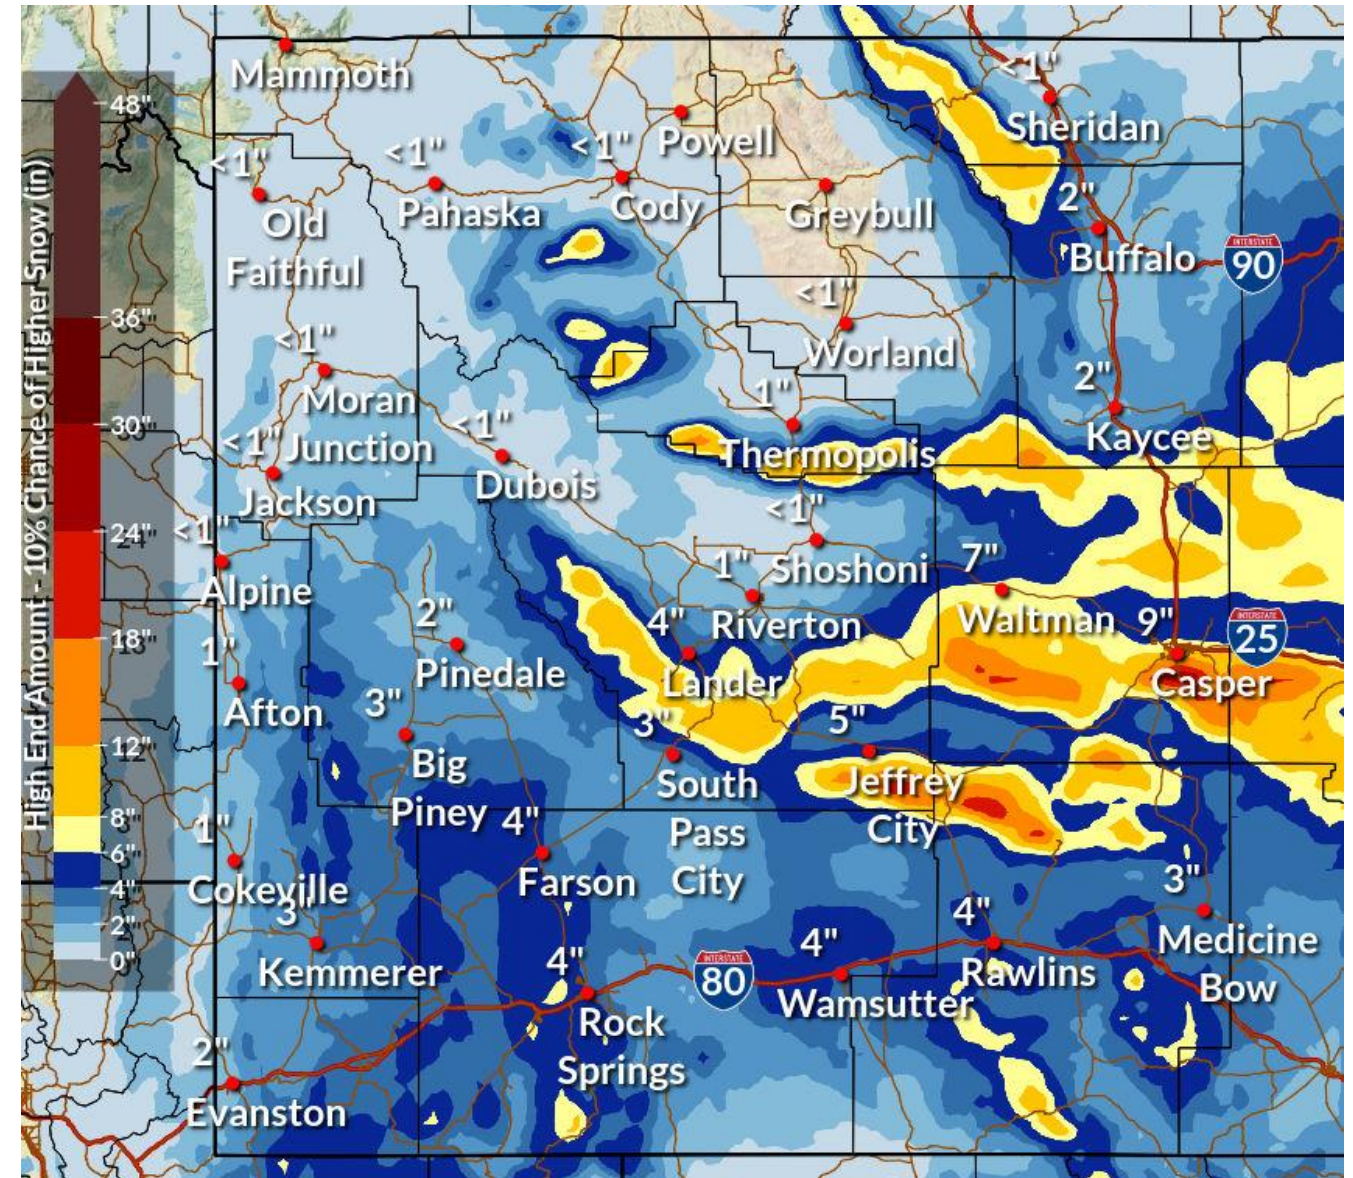 High End Amount - 10% Chance of Higher Snow (in)
48"
36"
30"
24"
18"
12"
8"
6"
4"
2"
0"
Mammoth
<1"
Sheridan
Powell
<1"
Old
Faithful
<1"
Pahaska
<1"
Cody
Greybull
2"
Buffalo
INTERSTATE
90
<1"
Worland
<1"
Moran
Junction
2"
Kaycee
1"
Thermopolis
<1"
Jackson
<1"
Dubois
<1"
Shoshoni
<1"
Alpine
1"
Riverton
7"
Waltman
9"
Casper
INTERSTATE
25
2"
Pinedale
4"
Lander
1"
Afton
3"
Big
Piney
3"
South
Pass
City
5"
Jeffrey
City
1"
Cokeville
4"
Farson
3"
Kemmerer
3"
Medicine
Bow
4"
Rawlins
4"
Wamsutter
INTERSTATE
80
4"
Rock
Springs
2"
Evanston